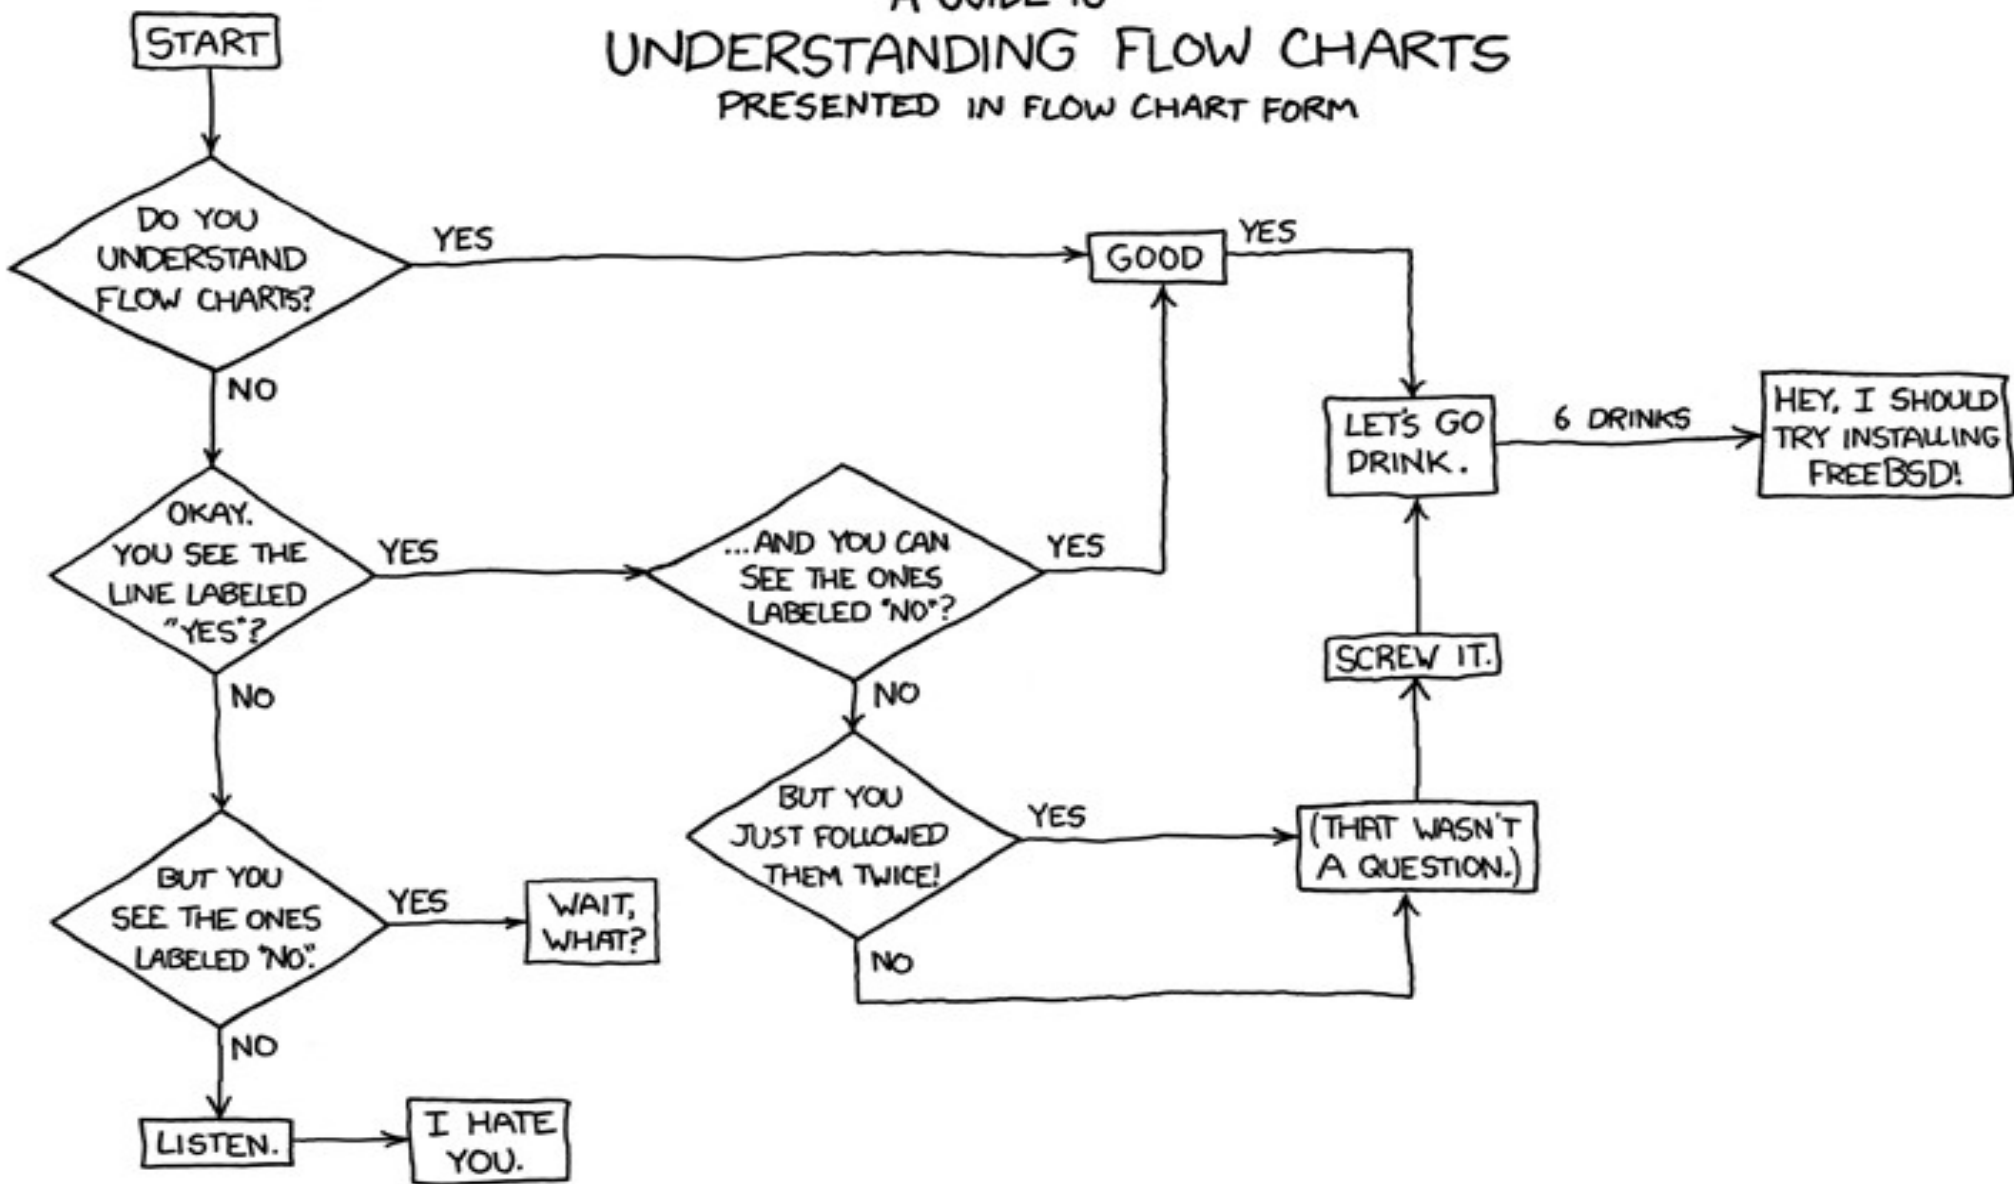 A GUIDE TO
UNDERSTANDING FLOW CHARTS
PRESENTED IN FLOW CHART FORM
START
DO YOU
UNDERSTAND
FLOW CHARTS?
YES
GOOD
YES
NO
LET'S GO
DRINK.
6 DRINKS
HEY, I SHOULD
TRY INSTALLING
FREEBSD!
OKAY.
YOU SEE THE
LINE LABELED
"YES"?
YES
...AND YOU CAN
SEE THE ONES
LABELED "NO"?
YES
NO
NO
SCREW IT.
BUT YOU
JUST FOLLOWED
THEM TWICE!
YES
(THAT WASN'T
A QUESTION.)
NO
BUT YOU
SEE THE ONES
LABELED "NO".
YES
WAIT,
WHAT?
NO
LISTEN.
I HATE
YOU.